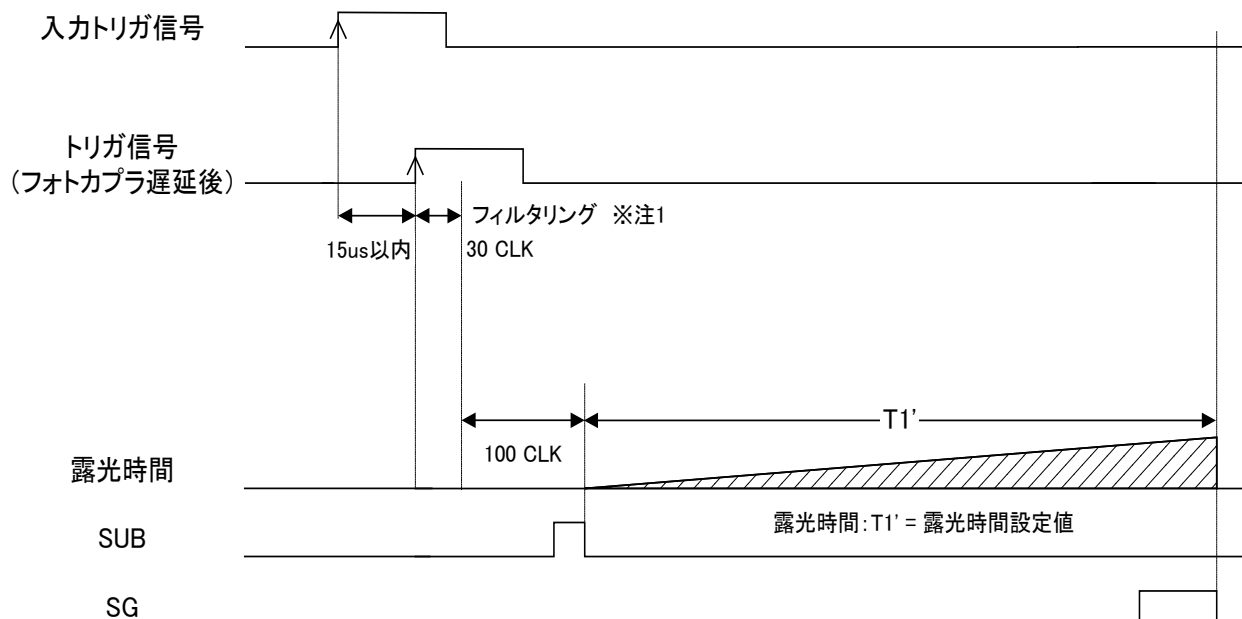 入力トリガ信号
トリガ信号
（フォトカプラ遅延後）
フィルタリング ※注1
15us以内
30 CLK
T1'
100 CLK
露光時間
露光時間：T1' = 露光時間設定値
SUB
SG